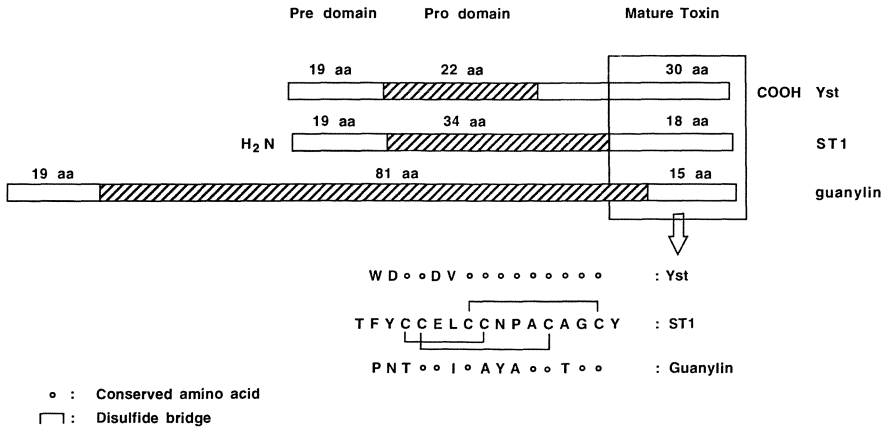 Pre domain Pro domain Mature Toxin
19 aa 22 aa 30 aa
COOH Yst
19 aa 34 aa 18 aa
H2N ST1
19 aa 81 aa 15 aa
guanylin
W D o o D V o o o o o o o o o : Yst
T F Y C C E L C C N P A C A G C Y : ST1
P N T o o I o A Y A o o T o o : Guanylin
o : Conserved amino acid
: Disulfide bridge